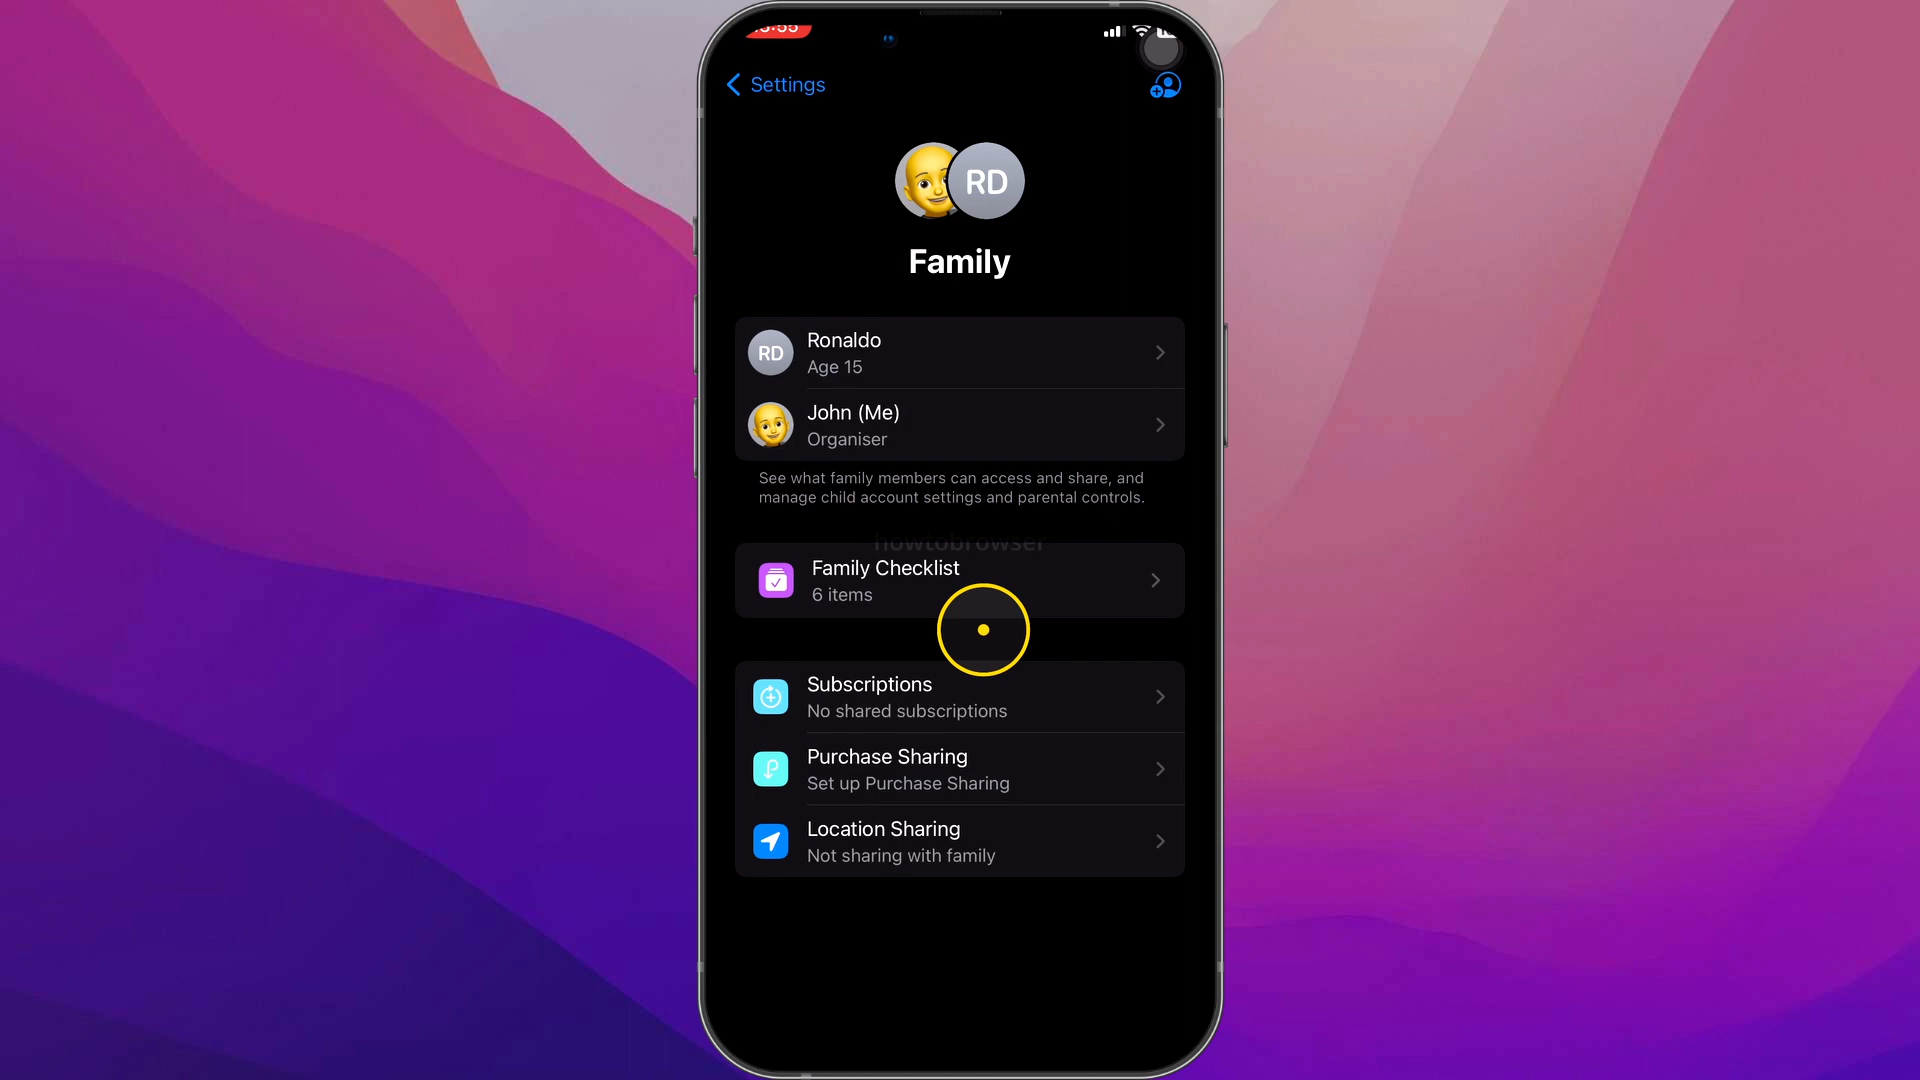 Settings
RD
Family
RD
Ronaldo
Age 15
John (Me)
Organiser
See what family members can access and share, and
manage child account settings and parental controls.
howtobrowser
Family Checklist
6 items
Subscriptions
No shared subscriptions
Purchase Sharing
Set up Purchase Sharing
Location Sharing
Not sharing with family